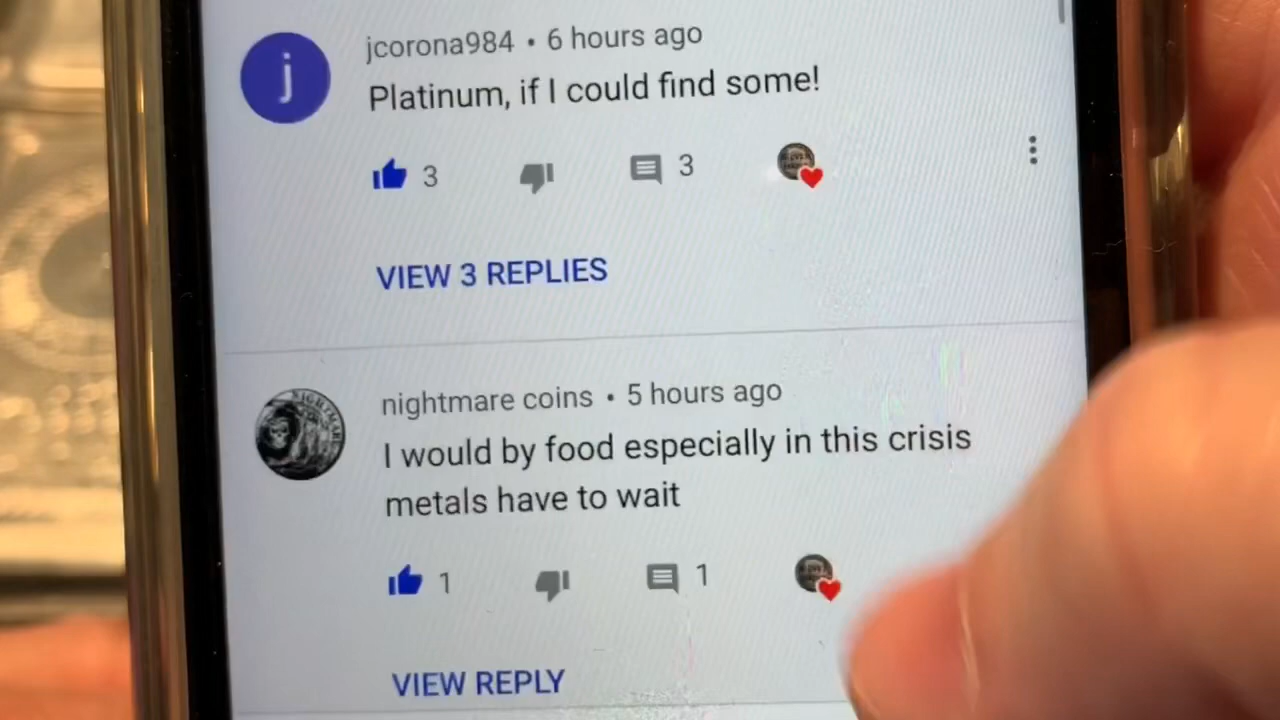 j
jcorona984 • 6 hours ago
Platinum, if I could find some!
3
3
VIEW 3 REPLIES
NIGHTMARE
nightmare coins • 5 hours ago
I would by food especially in this crisis
metals have to wait
1
1
VIEW REPLY